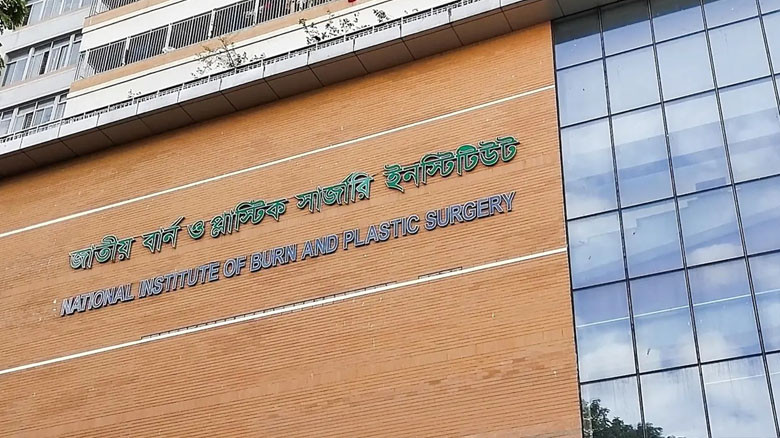 জাতীয় বার্ন ও প্লাস্টিক সার্জারি ইনস্টিটিউট
NATIONAL INSTITUTE OF BURN AND PLASTIC SURGERY